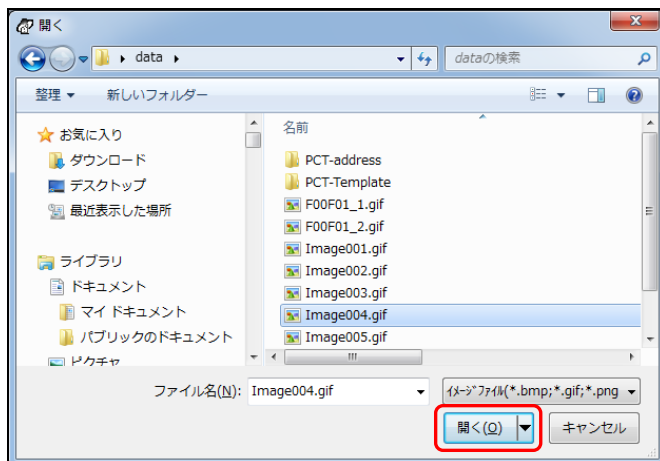 開く
data
dataの検索
整理
新しいフォルダー
お気に入り
ダウンロード
デスクトップ
最近表示した場所
ライブラリ
ドキュメント
マイ ドキュメント
パブリックのドキュメント
ピクチャ
名前
PCT-address
PCT-Template
F00F01_1.gif
F00F01_2.gif
Image001.gif
Image002.gif
Image003.gif
Image004.gif
Image005.gif
ファイル名(N): Image004.gif
ｲﾒｰｼﾞﾌｧｲﾙ(*.bmp;*.gif;*.png
開く(O)
キャンセル